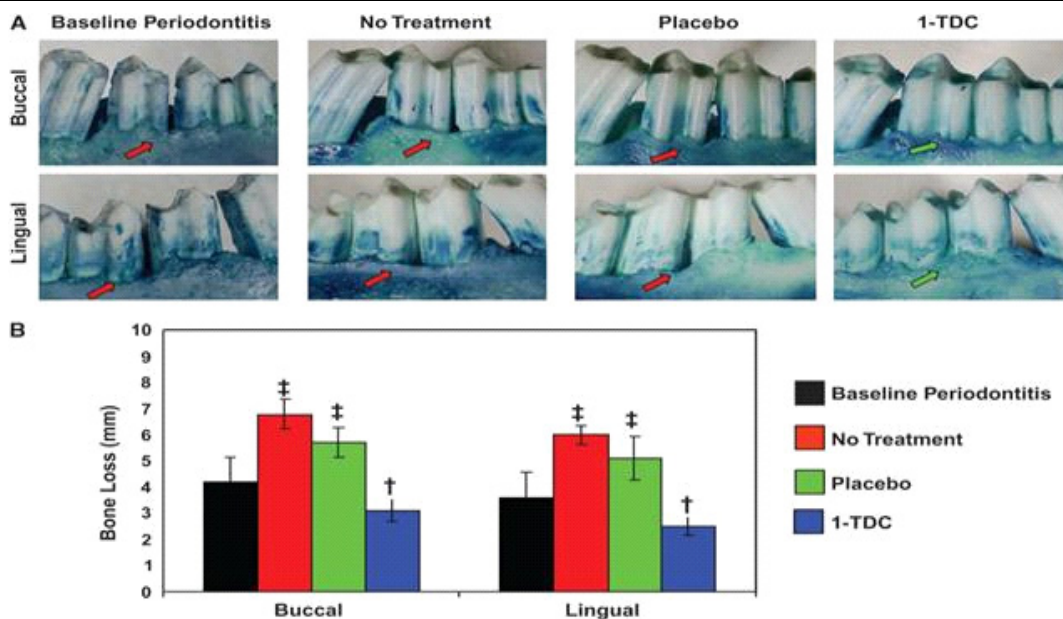 A Baseline Periodontitis No Treatment Placebo 1-TDC
Buccal
Lingual
B
10
9
8
7
6
5
4
3
2
1
0
Bone Loss (mm)
‡ ‡ † ‡ ‡ †
Buccal Lingual
Baseline Periodontitis
No Treatment
Placebo
1-TDC